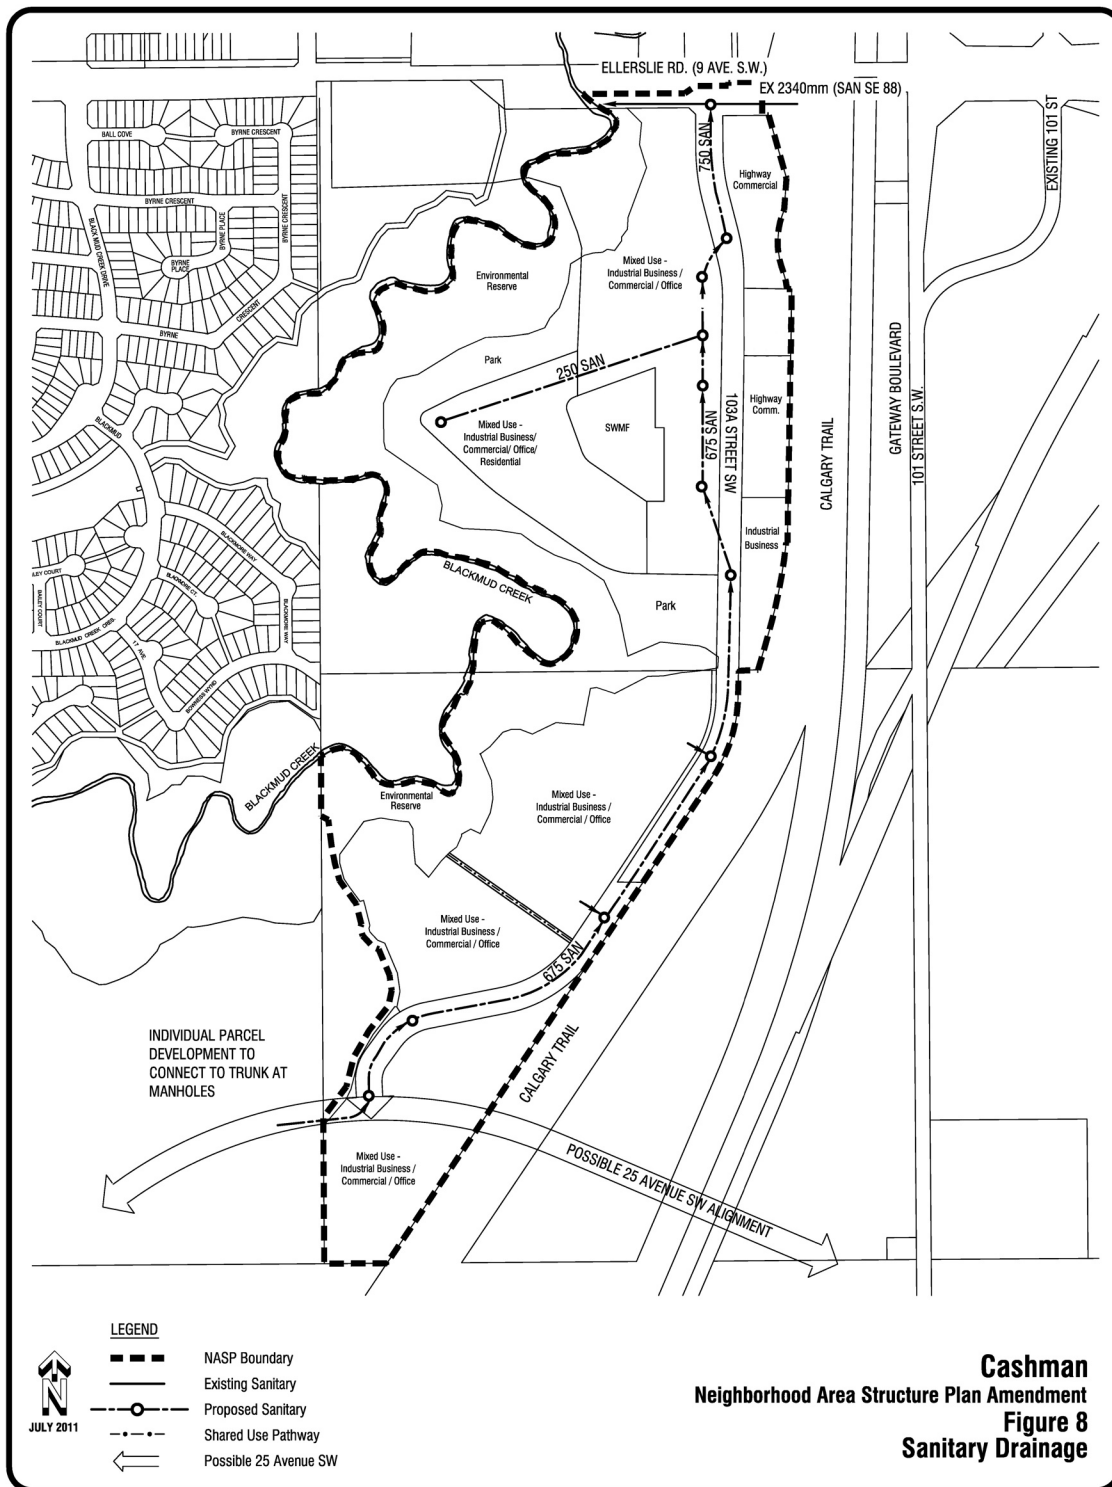 ELLERSLIE RD. (9 AVE. S.W.)
EX 2340mm (SAN SE 88)
BALL COVE
BYRNE CRESCENT
750 SAN
EXISTING 101 ST
Highway
Commercial
BYRNE CRESCENT
BYRNE PLACE
BYRNE CRESCENT
BLACK MUD CREEK DRIVE
BYRNE
PLACE
Mixed Use -
Industrial Business /
Commercial / Office
Environmental
Reserve
BYRNE
CRESCENT
GATEWAY BOULEVARD
Park
250 SAN
101 STREET S.W.
BLACKMUD
Mixed Use -
Industrial Business/
Commercial/ Office/
Residential
SWMF
675 SAN
103A STREET SW
Highway
Comm.
CALGARY TRAIL
BLACKMORE WAY
Industrial
Business
BLACKMUD CREEK
BLACKMORE CT.
BAILEY COURT
BLACKMORE WAY
Park
BLACKMUD CREEK CRES.
17 AVE.
BOWNESS WYND
BLACKMUD CREEK
Environmental
Reserve
Mixed Use -
Industrial Business /
Commercial / Office
Mixed Use -
Industrial Business /
Commercial / Office
675 SAN
INDIVIDUAL PARCEL
DEVELOPMENT TO
CONNECT TO TRUNK AT
MANHOLES
CALGARY TRAIL
Mixed Use -
Industrial Business /
Commercial / Office
POSSIBLE 25 AVENUE SW ALIGNMENT
LEGEND
NASP Boundary
Existing Sanitary
Proposed Sanitary
Shared Use Pathway
Possible 25 Avenue SW
N
JULY 2011
Cashman
Neighborhood Area Structure Plan Amendment
Figure 8
Sanitary Drainage